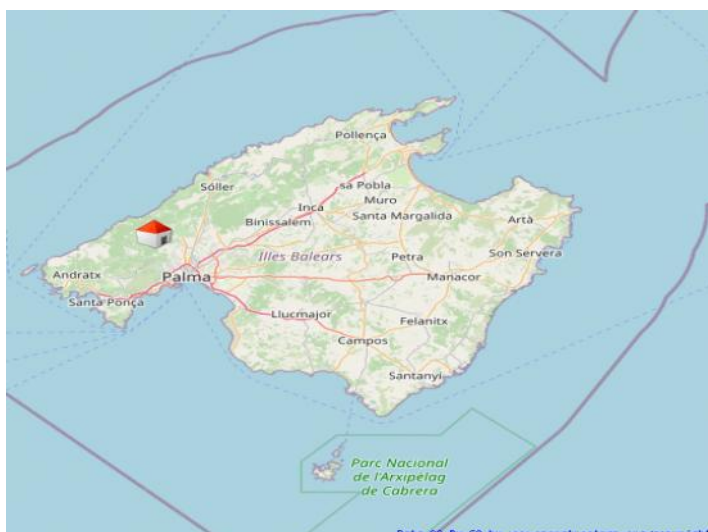 Pollença
sa Pobla
Sóller
Muro
Inca
Santa Margalida
Binissalem
Artà
Illes Balears
Petra
Son Servera
Andratx
Palma
Manacor
Santa Ponça
Llucmajor
Felanitx
Campos
Santanyí
Parc Nacional
de l'Arxipèlag
de Cabrera